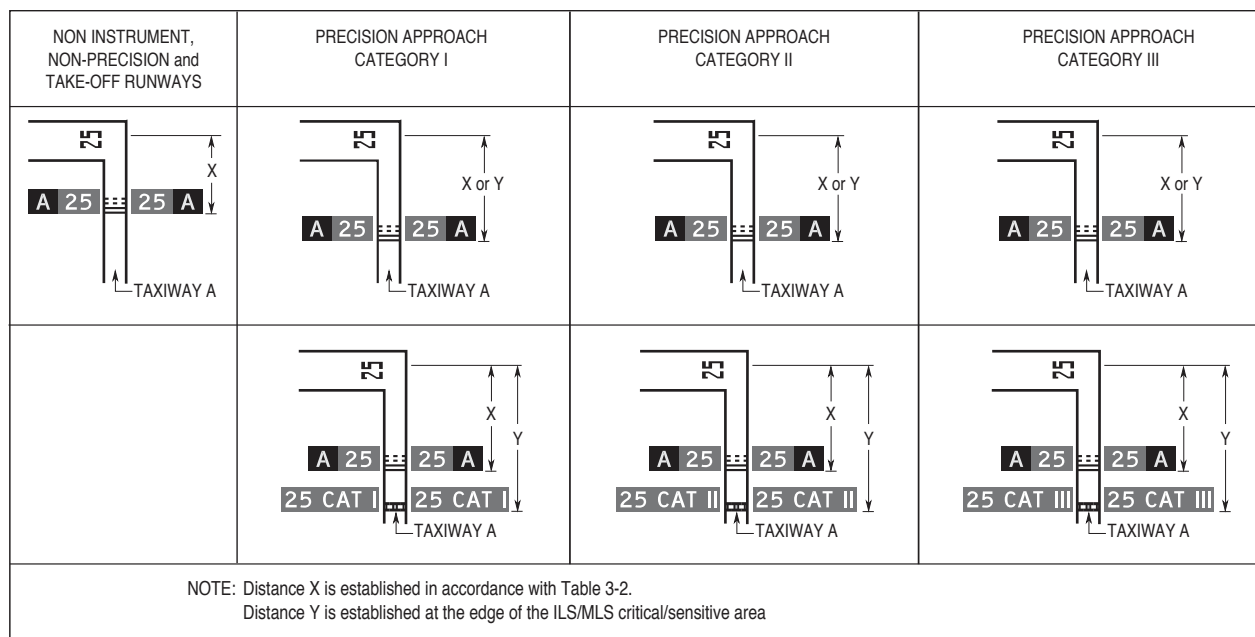 NON INSTRUMENT,
NON-PRECISION and
TAKE-OFF RUNWAYS
PRECISION APPROACH
CATEGORY I
PRECISION APPROACH
CATEGORY II
PRECISION APPROACH
CATEGORY III
25
X
A 25 25 A
TAXIWAY A
25
X or Y
A 25 25 A
TAXIWAY A
25
X or Y
A 25 25 A
TAXIWAY A
25
X or Y
A 25 25 A
TAXIWAY A
25
X
Y
A 25 25 A
25 CAT I 25 CAT I
TAXIWAY A
25
X
Y
A 25 25 A
25 CAT II 25 CAT II
TAXIWAY A
25
X
Y
A 25 25 A
25 CAT III 25 CAT III
TAXIWAY A
NOTE: Distance X is established in accordance with Table 3-2.
Distance Y is established at the edge of the ILS/MLS critical/sensitive area